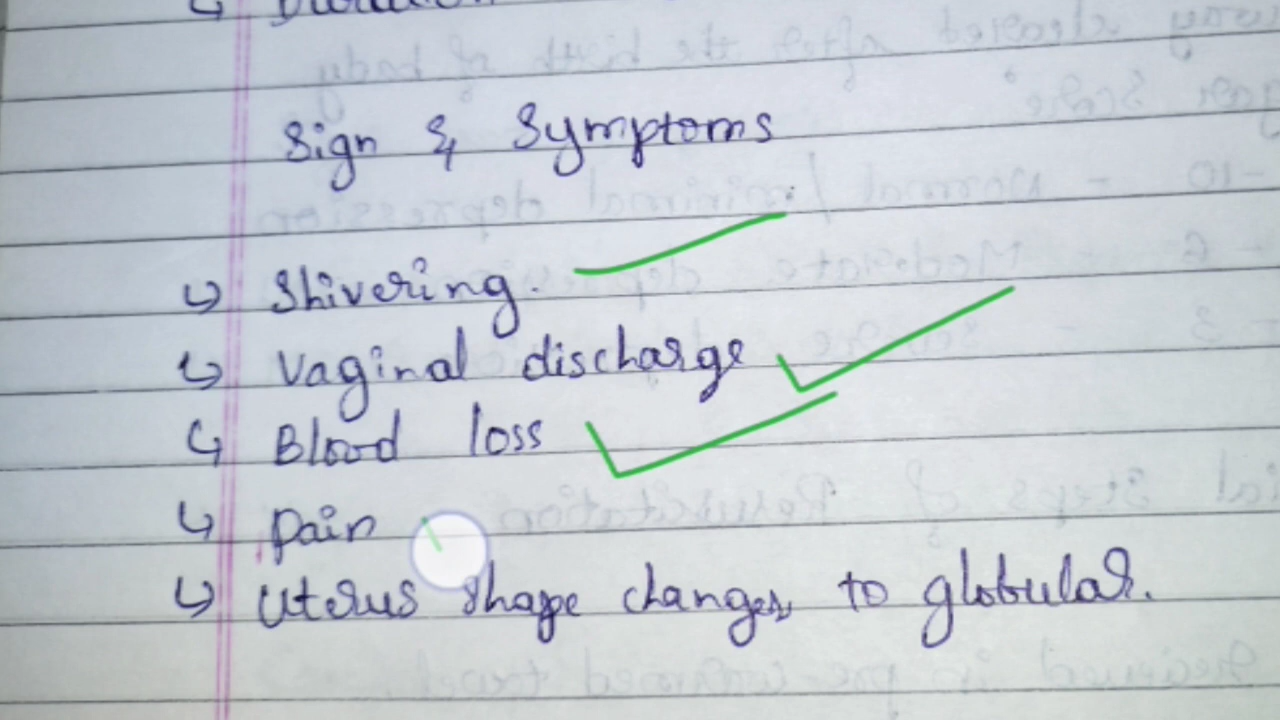 Sign & Symptoms
↳ Shivering.
↳ Vaginal discharge
↳ Blood loss
↳ Pain
↳ Uterus shape changes to globular.